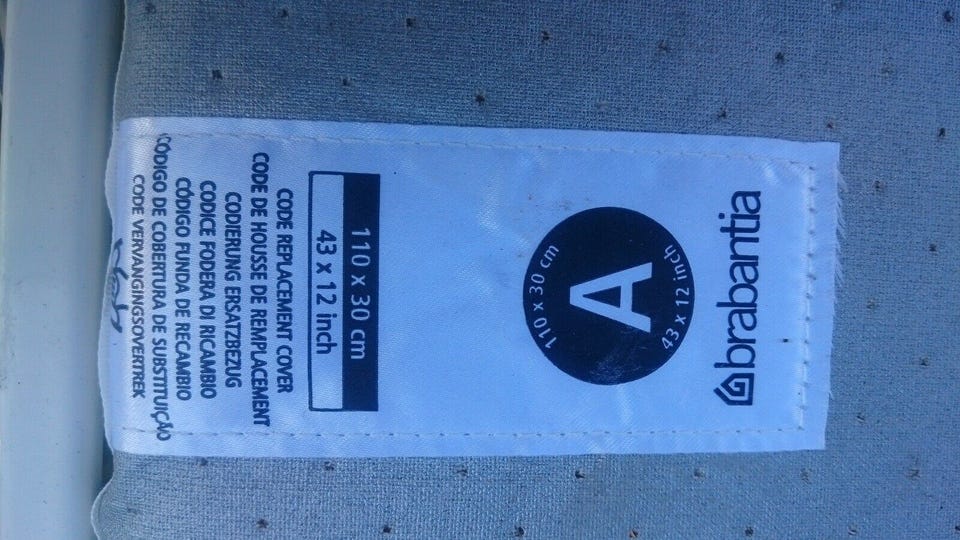 110 x 30 cm
A
43 x 12 inch
brabantia
110 x 30 cm
43 x 12 inch
CODE REPLACEMENT COVER
CODE DE HOUSSE DE REMPLACEMENT
CODIERUNG ERSATZBEZUG
CODICE FODERA DI RICAMBIO
CÓDIGO FUNDA DE RECAMBIO
CÓDIGO DE COBERTURA DE SUBSTITUIÇÃO
CODE VERVANGINGSOVERTREK